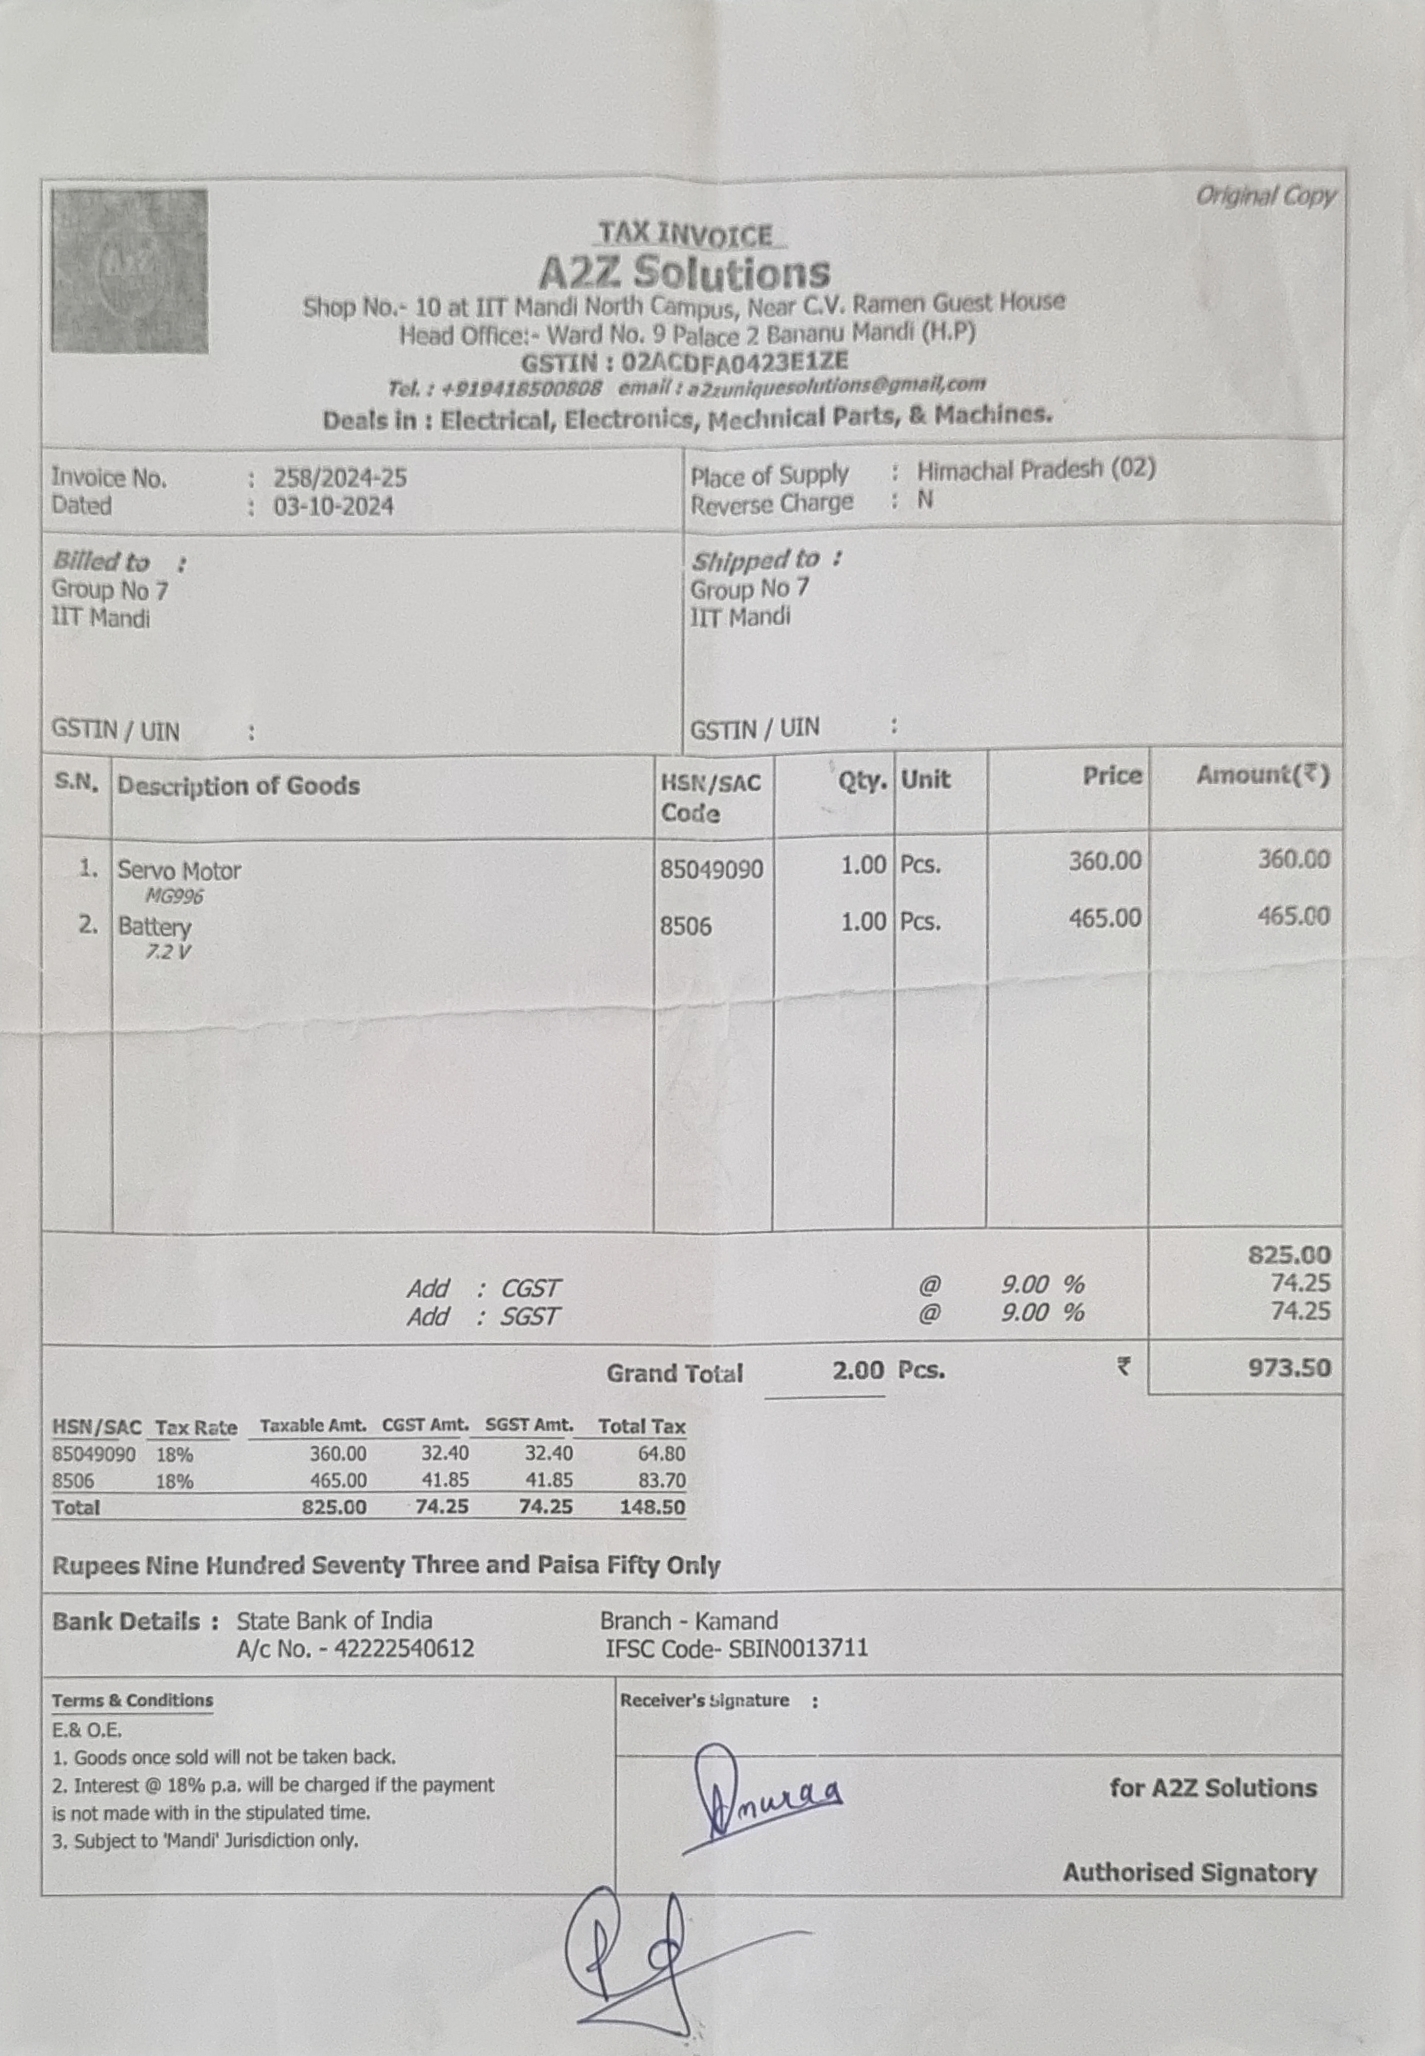 Original Copy
A2Z
TAX INVOICE
A2Z Solutions
Shop No.- 10 at IIT Mandi North Campus, Near C.V. Ramen Guest House
Head Office:- Ward No. 9 Palace 2 Bananu Mandi (H.P)
GSTIN : 02ACDFA0423E1ZE
Tel. : +919418500808 email : a2zuniquesolutions@gmail,com
Deals in : Electrical, Electronics, Mechnical Parts, & Machines.
Invoice No. : 258/2024-25
Dated : 03-10-2024
Place of Supply : Himachal Pradesh (02)
Reverse Charge : N
Billed to :
Group No 7
IIT Mandi
GSTIN / UIN :
Shipped to :
Group No 7
IIT Mandi
GSTIN / UIN :
S.N. Description of Goods HSN/SAC Code Qty. Unit Price Amount(₹)
1. Servo Motor 85049090 1.00 Pcs. 360.00 360.00
MG996
2. Battery 8506 1.00 Pcs. 465.00 465.00
7.2 V
825.00
Add : CGST @ 9.00 % 74.25
Add : SGST @ 9.00 % 74.25
Grand Total 2.00 Pcs. ₹ 973.50
HSN/SAC Tax Rate Taxable Amt. CGST Amt. SGST Amt. Total Tax
85049090 18% 360.00 32.40 32.40 64.80
8506 18% 465.00 41.85 41.85 83.70
Total 825.00 74.25 74.25 148.50
Rupees Nine Hundred Seventy Three and Paisa Fifty Only
Bank Details : State Bank of India Branch - Kamand
A/c No. - 42222540612 IFSC Code- SBIN0013711
Terms & Conditions
E.& O.E.
1. Goods once sold will not be taken back.
2. Interest @ 18% p.a. will be charged if the payment
is not made with in the stipulated time.
3. Subject to 'Mandi' Jurisdiction only.
Receiver's Signature :
Anurag
for A2Z Solutions
Authorised Signatory